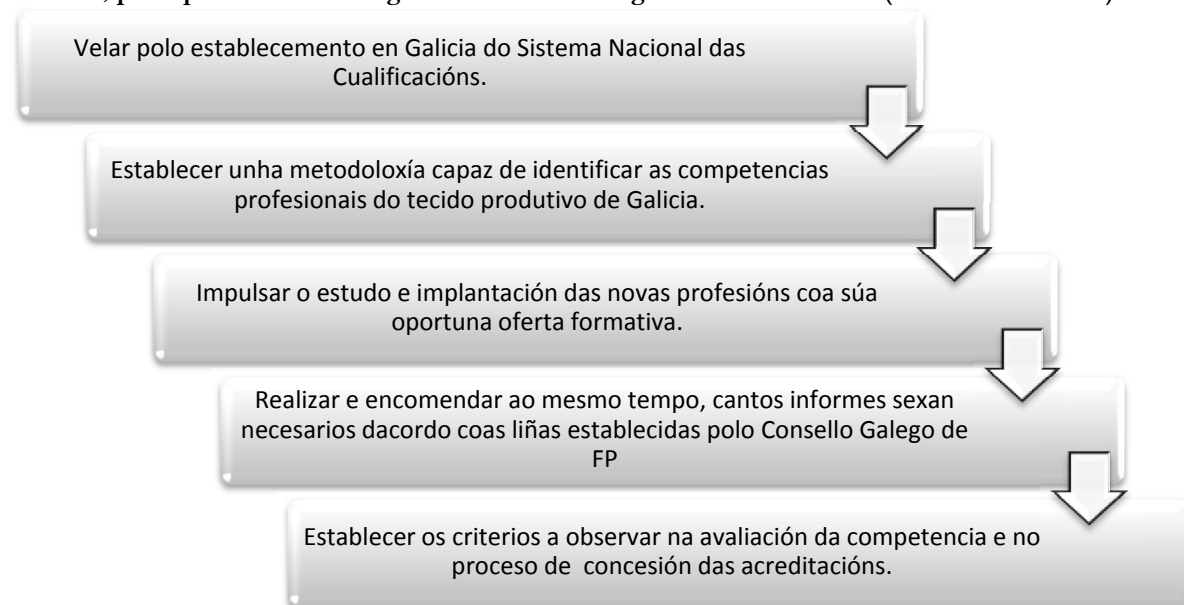 Velar polo establecemento en Galicia do Sistema Nacional das
Cualificacións.
Establecer unha metodoloxía capaz de identificar as competencias
profesionais do tecido produtivo de Galicia.
Impulsar o estudo e implantación das novas profesións coa súa
oportuna oferta formativa.
Realizar e encomendar ao mesmo tempo, cantos informes sexan
necesarios dacordo coas liñas establecidas polo Consello Galego de
FP
Establecer os criterios a observar na avaliación da competencia e no
proceso de  concesión das acreditacións.